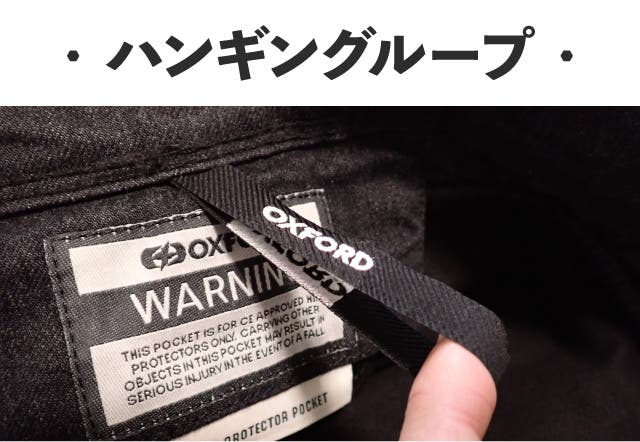 ・ハンギングループ・
OXFORD
WARNIN
THIS POCKET IS FOR CE APPROVED HIP
PROTECTORS ONLY. CARRYING OTHER
OBJECTS IN THIS POCKET MAY RESULT IN
SERIOUS INJURY IN THE EVENT OF A FALL
PROTECTOR POCKET